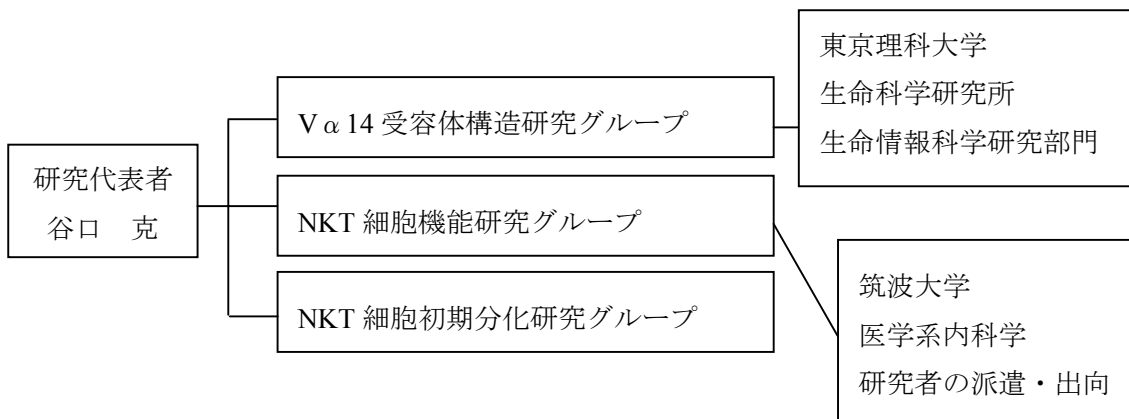 研究代表者
谷口　克
Vα14 受容体構造研究グループ
NKT 細胞機能研究グループ
NKT 細胞初期分化研究グループ
東京理科大学
生命科学研究所
生命情報科学研究部門
筑波大学
医学系内科学
研究者の派遣・出向